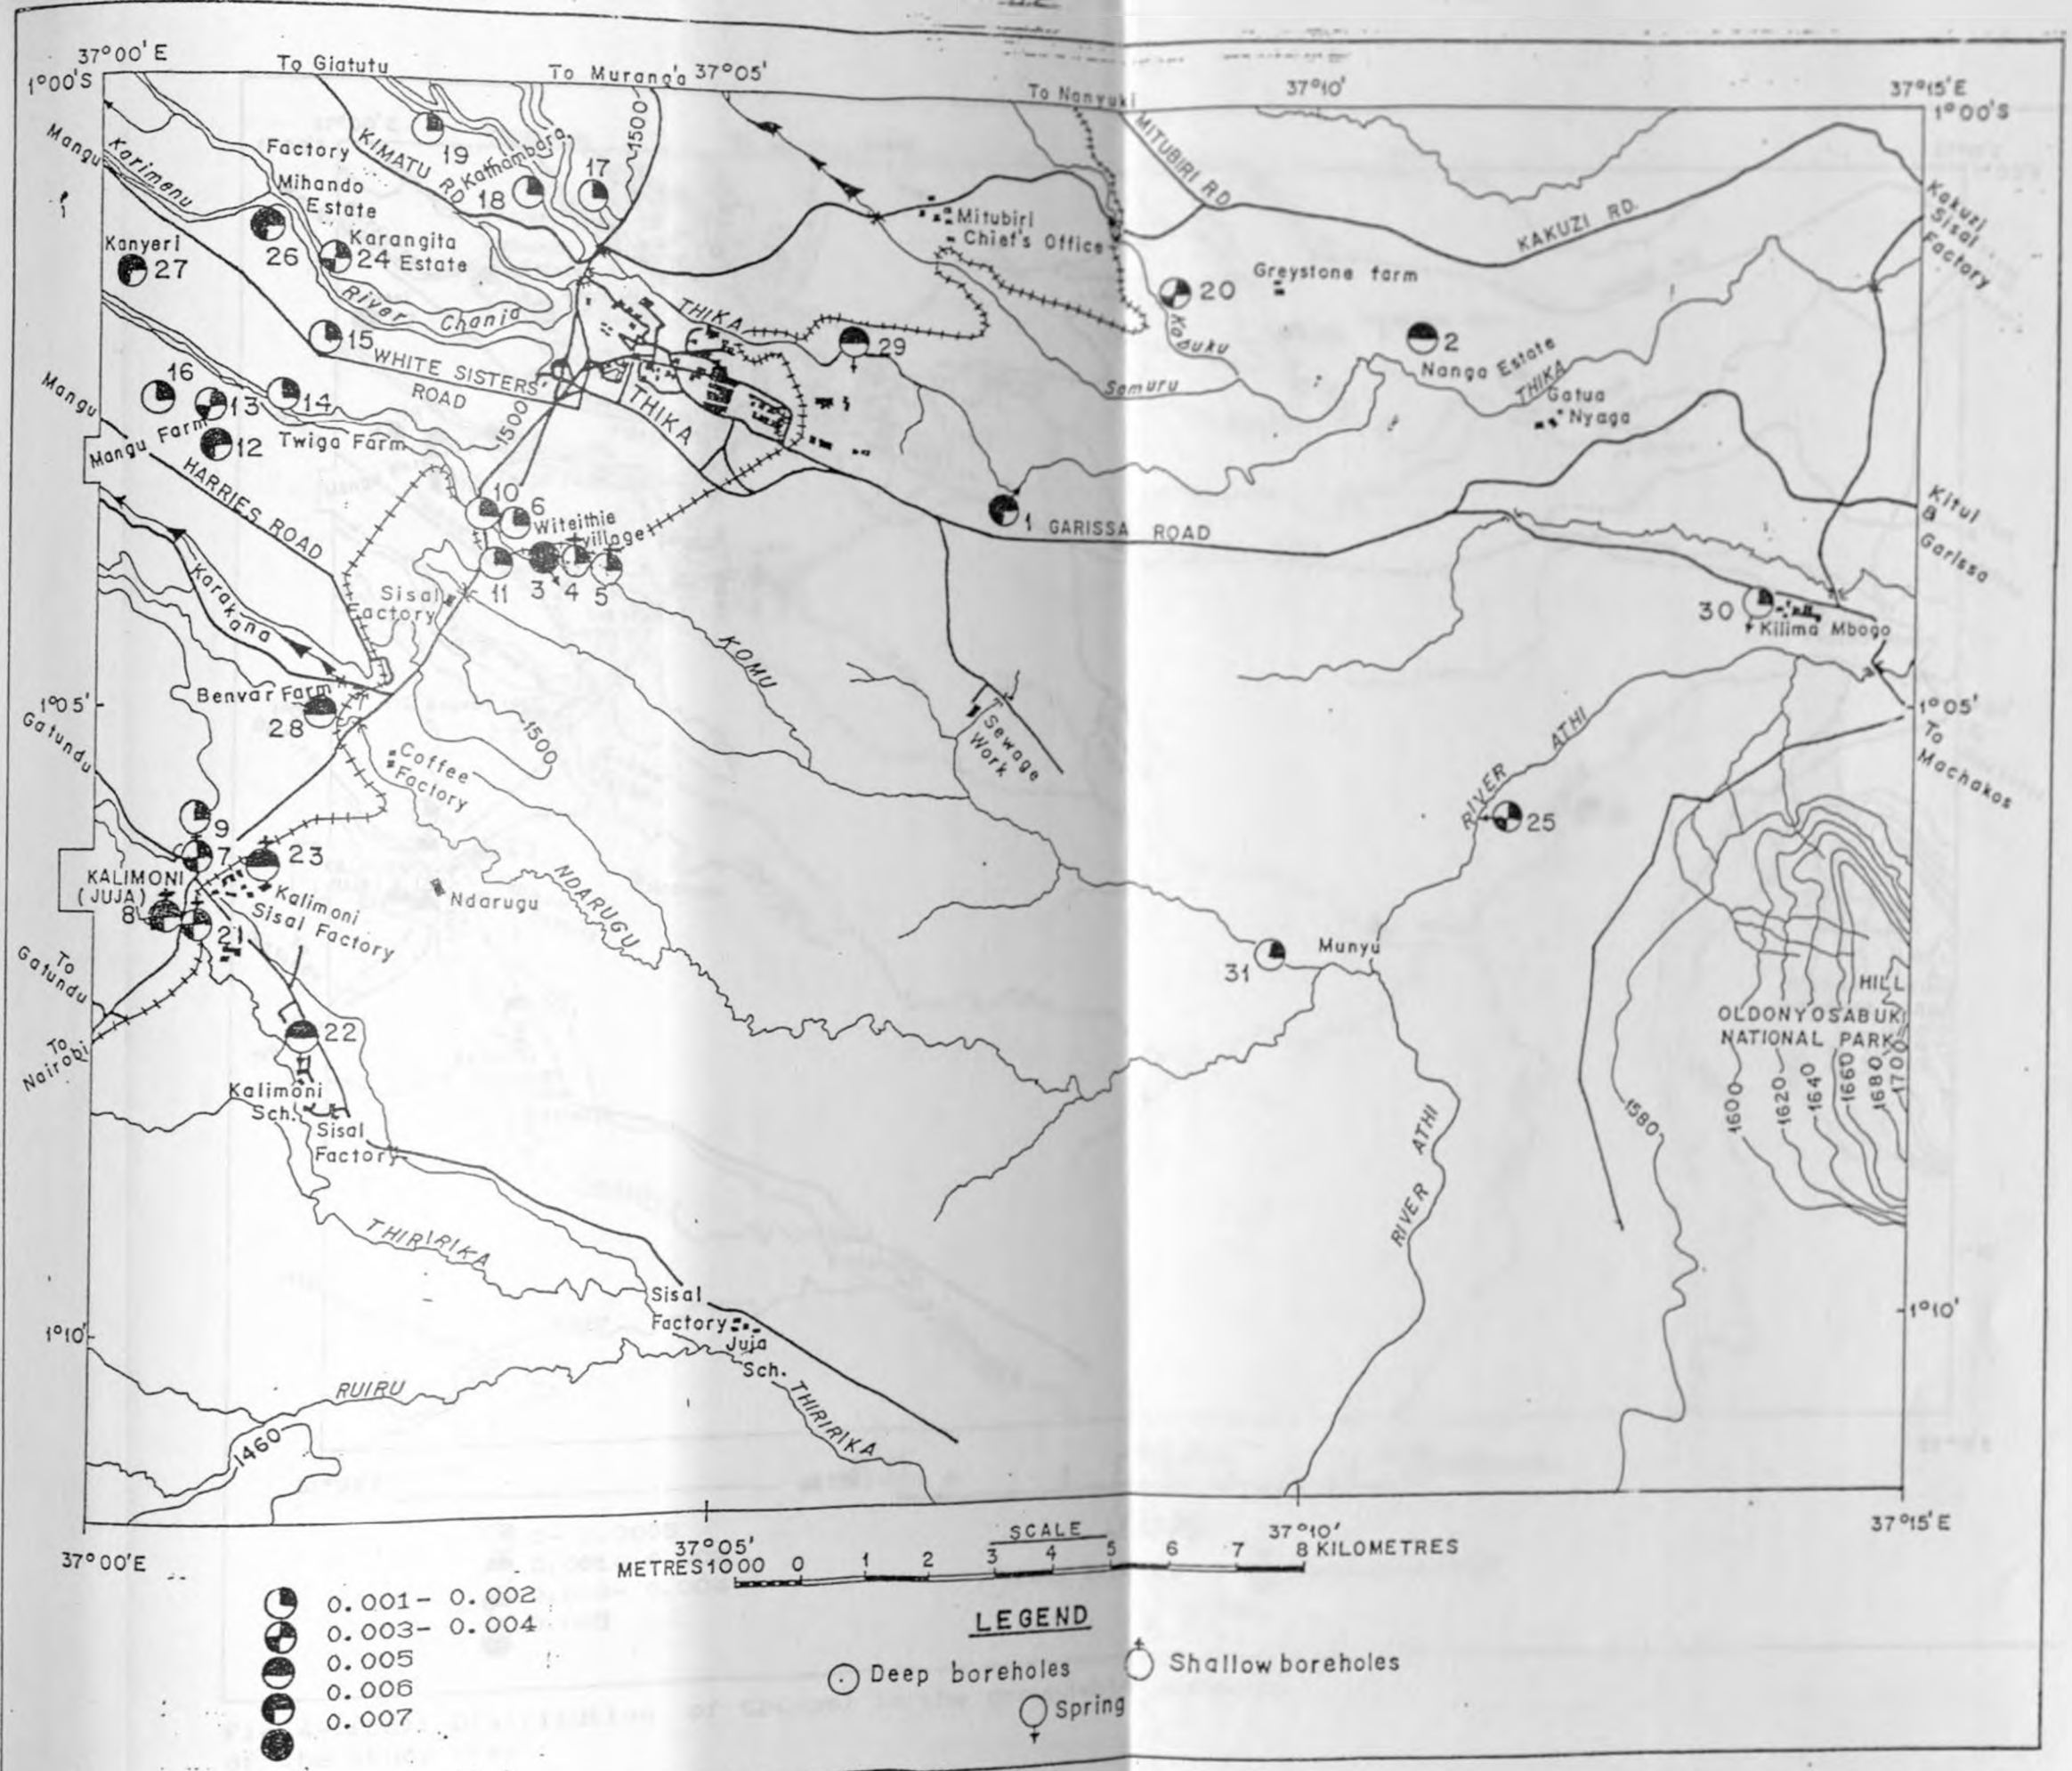 37°00'E
To Giatutu
To Murang'a
37°05'
To Nanyuki
37°10'
37°15'E
1°00'S
1°00'S
Mangu
Karimenu
Factory
KIMATU RD
19
Kathambara
18
17
1500
MITUBIRI RD
KAKUZI RD.
Kakuzi
Sisal
Factory
Mihando
Estate
26
Karangita
24 Estate
Kanyeri
27
Mitubiri
Chief's Office
20
Greystone farm
Kabuku
River Chania
THIKA
29
2
Nanga Estate
15
WHITE SISTERS'
ROAD
16
13
14
Mangu
Mangu Farm
12
Twiga Farm
1500
THIKA
Samuru
THIKA
Gatua
Nyaga
HARRIES ROAD
10
6
Witeithie
village
11
3
4
5
1
GARISSA ROAD
Kitui
&
Garissa
Karakana
Sisal
Factory
KOMU
30
Kilima Mbogo
1°05'
Gatundu
Benvar Farm
28
1500
Sewage
Work
RIVER ATHI
1°05'
To
Machakos
Coffee
Factory
9
7
23
25
KALIMONI
(JUJA)
8
21
Kalimoni
Sisal Factory
Ndarugu
NDARUGU
31
Munyu
To
Gatundu
HILL
OLDONYOSABUK
NATIONAL PARK
To
Nairobi
22
Kalimoni
Sch.
Sisal
Factory
1580
1600
1620
1640
1660
1680
1700
RIVER ATHI
THIRIRIKA
Sisal
Factory
Juja
Sch.
1°10'
1°10'
RUIRU
THIRIRIKA
1460
37°00'E
37°05'
37°10'
37°15'E
SCALE
METRES 1000 0 1 2 3 4 5 6 7 8 KILOMETRES
0.001- 0.002
0.003- 0.004
0.005
0.006
0.007
LEGEND
Deep boreholes
Shallow boreholes
Spring